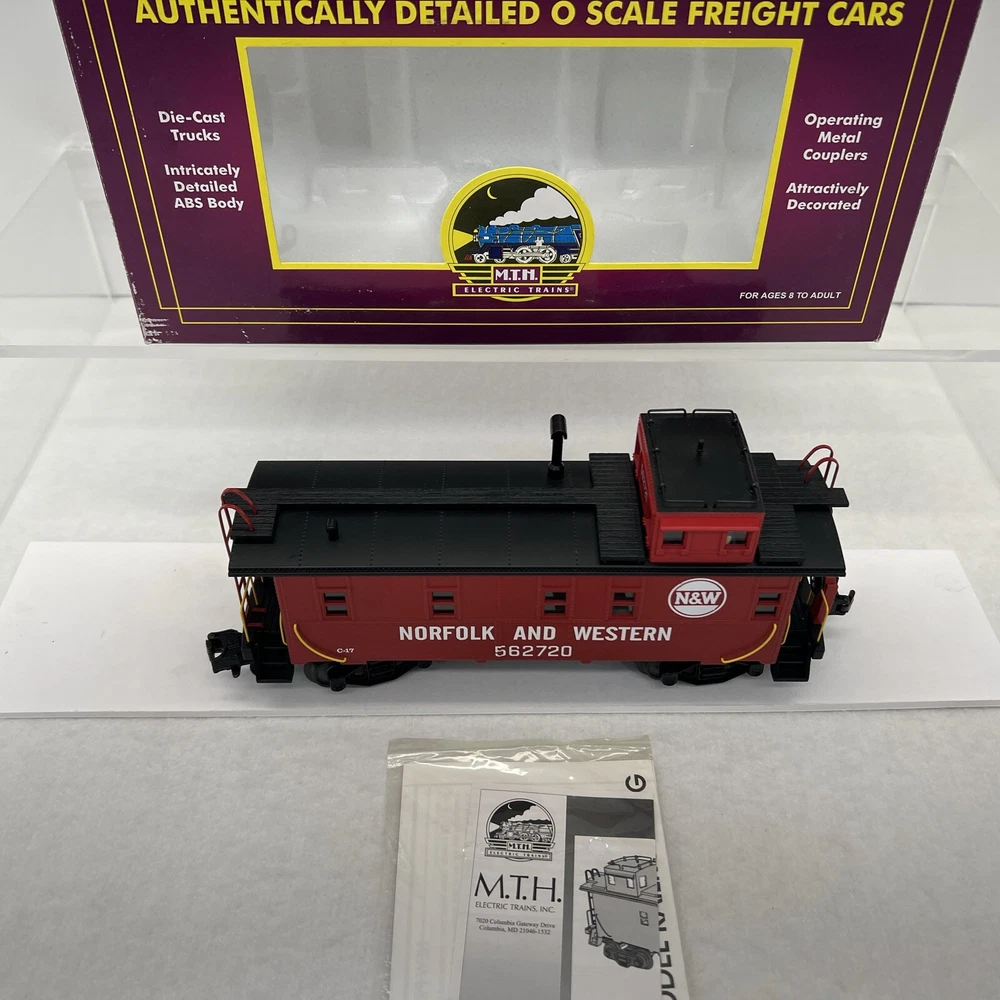 AUTHENTICALLY DETAILED O SCALE FREIGHT CARS
Die-Cast
Trucks
Intricately
Detailed
ABS Body
Operating
Metal
Couplers
Attractively
Decorated
M.T.H.
ELECTRIC TRAINS®
FOR AGES 8 TO ADULT
N&W
NORFOLK AND WESTERN
562720
C-17
G
M.T.H.
ELECTRIC TRAINS
M.T.H.
ELECTRIC TRAINS, INC.
7020 Columbia Gateway Drive
Columbia, MD 21046-1532